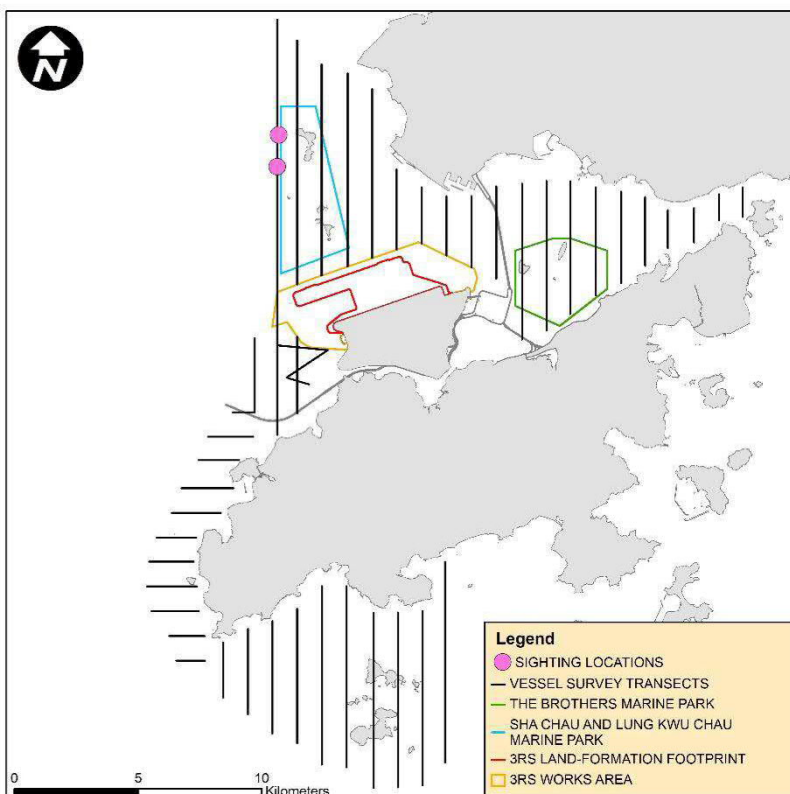 N
Legend
SIGHTING LOCATIONS
VESSEL SURVEY TRANSECTS
THE BROTHERS MARINE PARK
SHA CHAU AND LUNG KWU CHAU
MARINE PARK
3RS LAND-FORMATION FOOTPRINT
3RS WORKS AREA
0 5 10
Kilometers